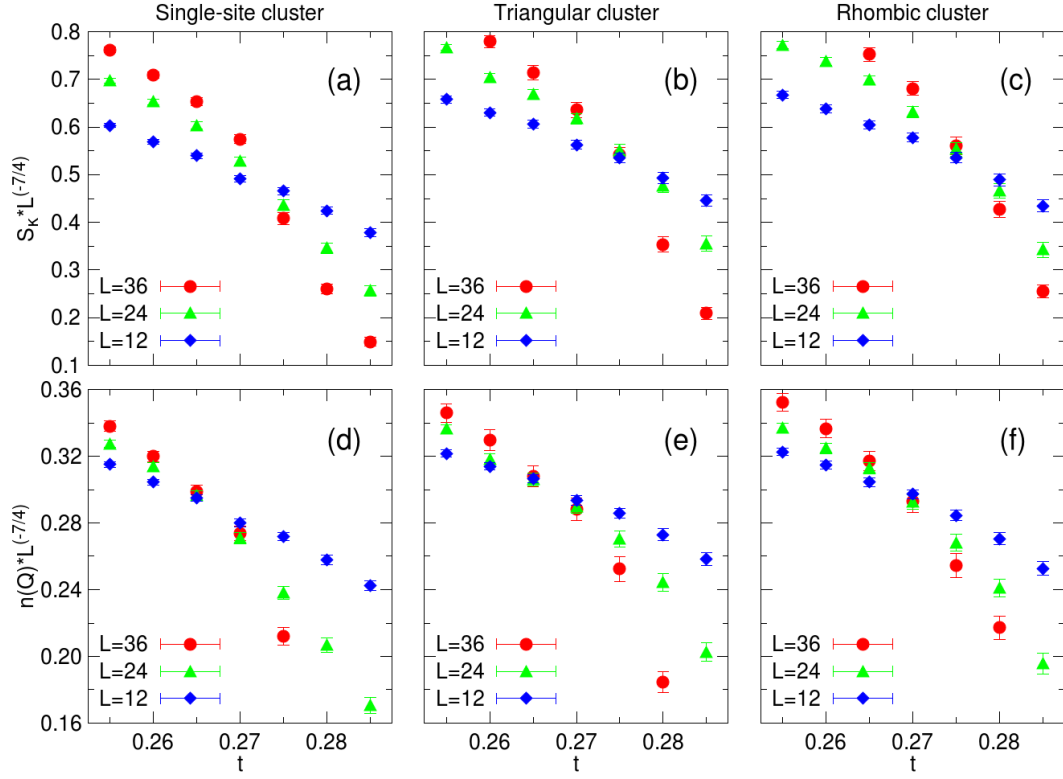 Single-site cluster
Triangular cluster
Rhombic cluster
S_K*L^(-7/4)
0.8
0.7
0.6
0.5
0.4
0.3
0.2
0.1
(a)
(b)
(c)
L=36
L=24
L=12
L=36
L=24
L=12
L=36
L=24
L=12
n(Q)*L^(-7/4)
0.36
0.32
0.28
0.24
0.20
0.16
(d)
(e)
(f)
L=36
L=24
L=12
L=36
L=24
L=12
L=36
L=24
L=12
0.26 0.27 0.28
0.26 0.27 0.28
0.26 0.27 0.28
t
t
t